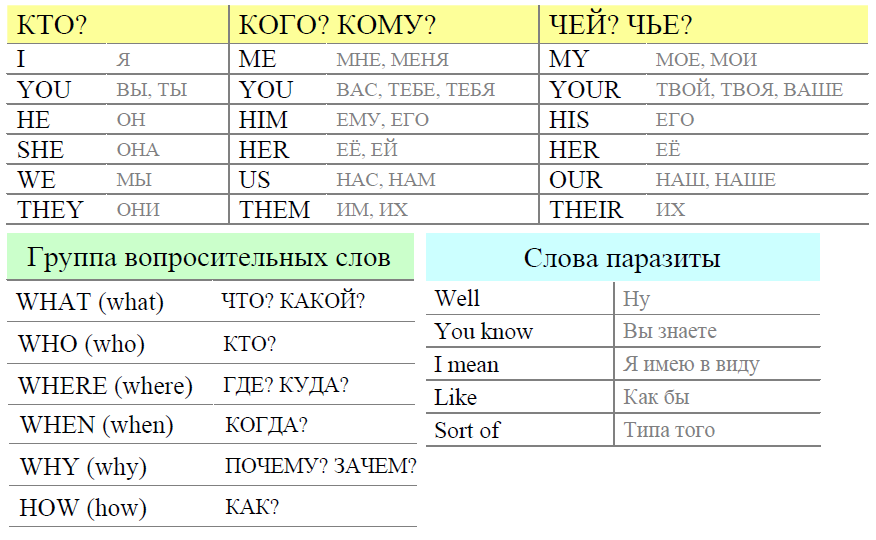 КТО? КОГО? КОМУ? ЧЕЙ? ЧЬЕ?
I Я ME МНЕ, МЕНЯ MY МОЕ, МОИ
YOU ВЫ, ТЫ YOU ВАС, ТЕБЕ, ТЕБЯ YOUR ТВОЙ, ТВОЯ, ВАШЕ
HE ОН HIM ЕМУ, ЕГО HIS ЕГО
SHE ОНА HER ЕЁ, ЕЙ HER ЕЁ
WE МЫ US НАС, НАМ OUR НАШ, НАШЕ
THEY ОНИ THEM ИМ, ИХ THEIR ИХ
Группа вопросительных слов
WHAT (what) ЧТО? КАКОЙ?
WHO (who) КТО?
WHERE (where) ГДЕ? КУДА?
WHEN (when) КОГДА?
WHY (why) ПОЧЕМУ? ЗАЧЕМ?
HOW (how) КАК?
Слова паразиты
Well Ну
You know Вы знаете
I mean Я имею в виду
Like Как бы
Sort of Типа того